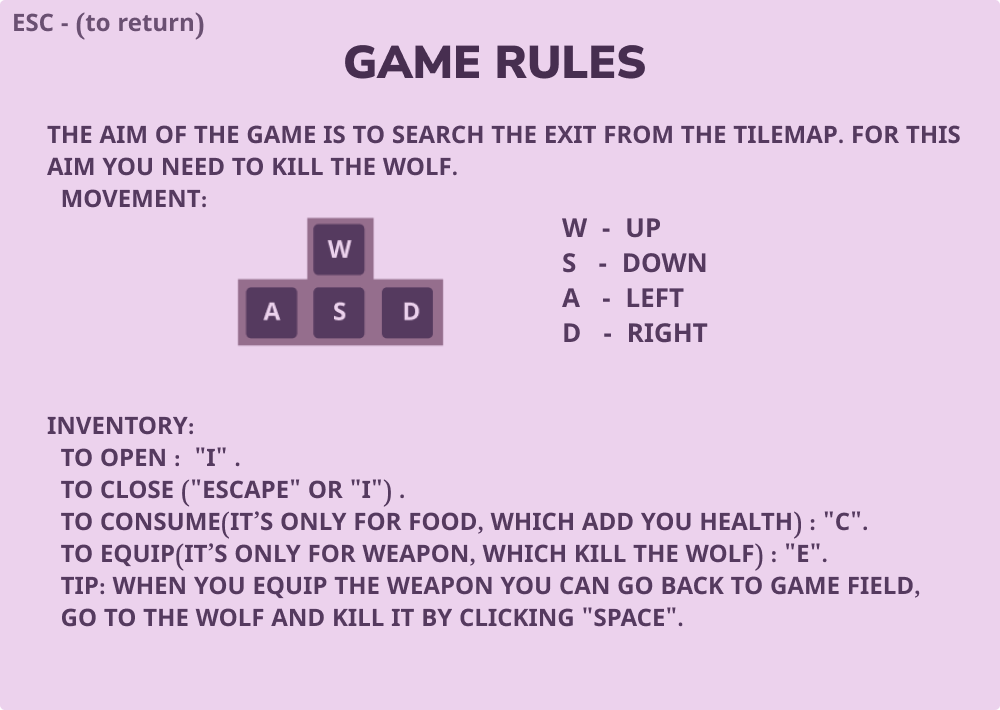 ESC - (to return)
GAME RULES
THE AIM OF THE GAME IS TO SEARCH THE EXIT FROM THE TILEMAP. FOR THIS
AIM YOU NEED TO KILL THE WOLF.
MOVEMENT:
W
A S D
W - UP
S - DOWN
A - LEFT
D - RIGHT
INVENTORY:
TO OPEN : "I" .
TO CLOSE ("ESCAPE" OR "I") .
TO CONSUME(IT’S ONLY FOR FOOD, WHICH ADD YOU HEALTH) : "C".
TO EQUIP(IT’S ONLY FOR WEAPON, WHICH KILL THE WOLF) : "E".
TIP: WHEN YOU EQUIP THE WEAPON YOU CAN GO BACK TO GAME FIELD,
GO TO THE WOLF AND KILL IT BY CLICKING "SPACE".